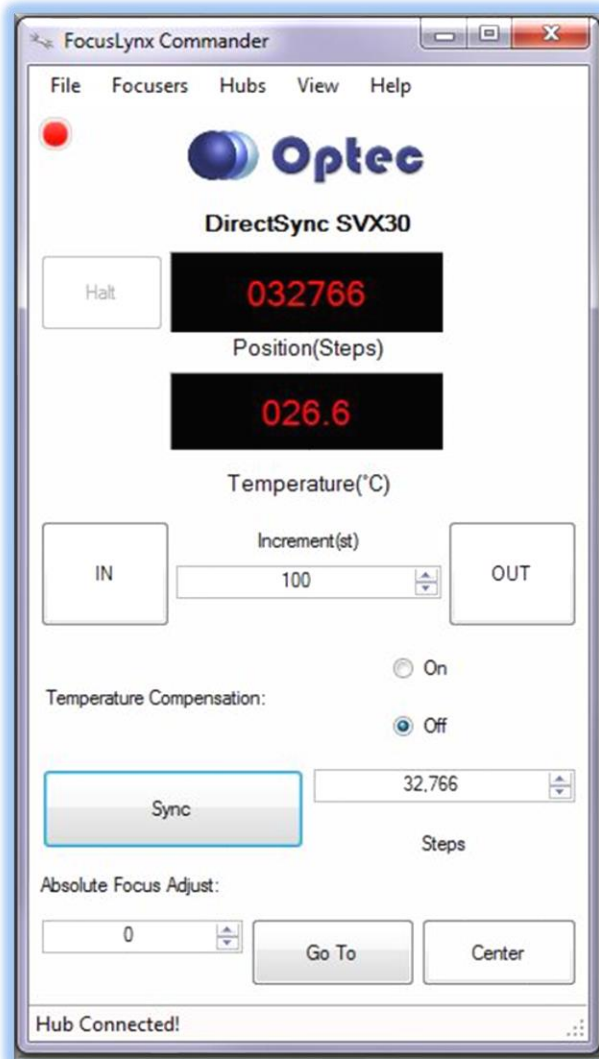 FocusLynx Commander
File Focusers Hubs View Help
Optec
DirectSync SVX30
Halt
032766
Position(Steps)
026.6
Temperature(°C)
Increment(st)
IN 100 OUT
On
Temperature Compensation:
Off
Sync 32,766
Steps
Absolute Focus Adjust:
0 Go To Center
Hub Connected!